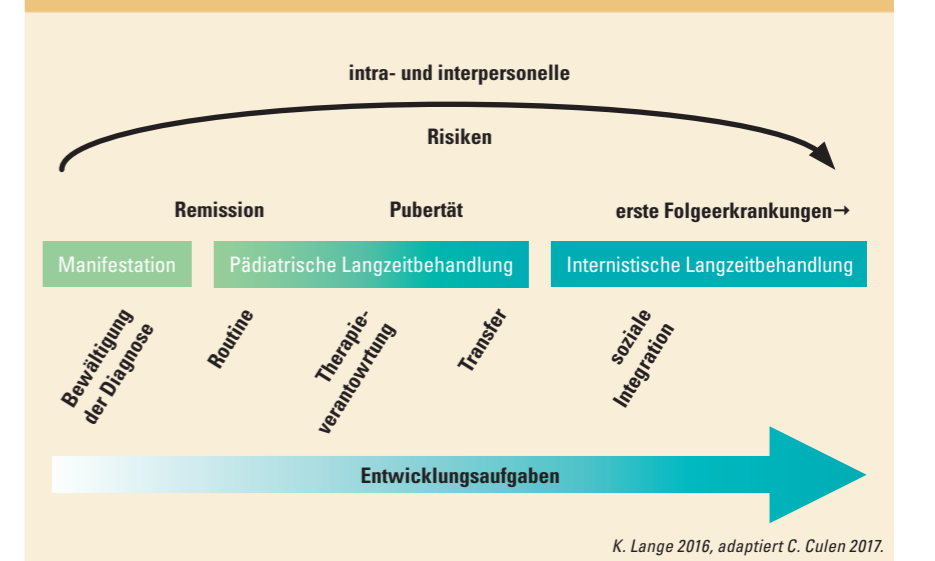 intra- und interpersonelle
Risiken
Remission
Pubertät
erste Folgeerkrankungen→
Manifestation
Pädiatrische Langzeitbehandlung
Internistische Langzeitbehandlung
Bewältigung
der Diagnose
Routine
Therapie-
verantowrtung
Transfer
soziale
Integration
Entwicklungsaufgaben
K. Lange 2016, adaptiert C. Culen 2017.